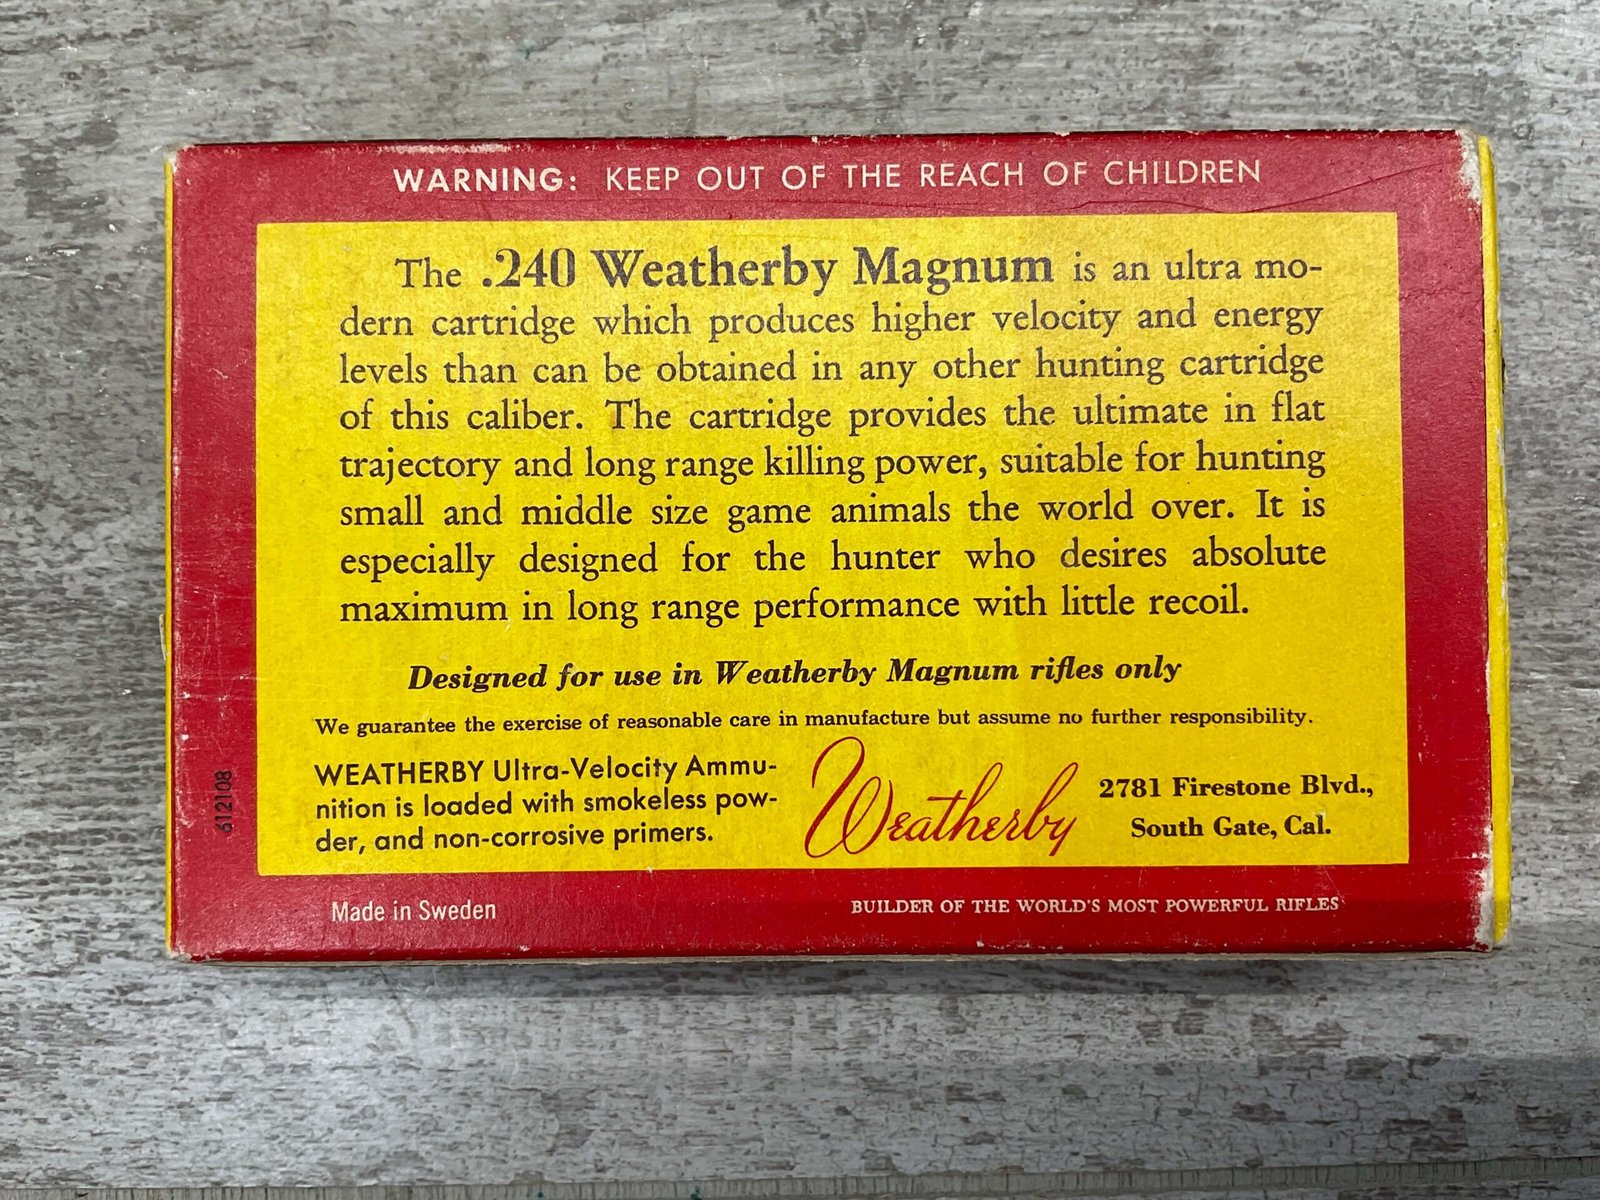 WARNING: KEEP OUT OF THE REACH OF CHILDREN
The .240 Weatherby Magnum is an ultra mo-
dern cartridge which produces higher velocity and energy
levels than can be obtained in any other hunting cartridge
of this caliber. The cartridge provides the ultimate in flat
trajectory and long range killing power, suitable for hunting
small and middle size game animals the world over. It is
especially designed for the hunter who desires absolute
maximum in long range performance with little recoil.
Designed for use in Weatherby Magnum rifles only
We guarantee the exercise of reasonable care in manufacture but assume no further responsibility.
WEATHERBY Ultra-Velocity Ammu-
nition is loaded with smokeless pow-
der, and non-corrosive primers.
Weatherby
2781 Firestone Blvd.,
South Gate, Cal.
612108
Made in Sweden
BUILDER OF THE WORLD'S MOST POWERFUL RIFLES